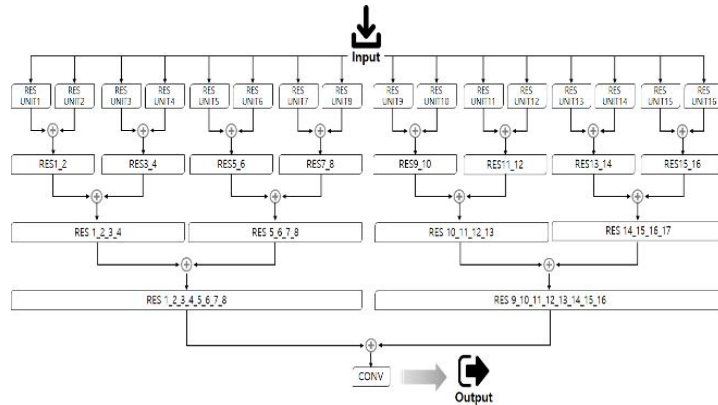 Input
RES
UNIT1
RES
UNIT2
RES
UNIT3
RES
UNIT4
RES
UNIT5
RES
UNIT6
RES
UNIT7
RES
UNIT8
RES
UNIT9
RES
UNIT10
RES
UNIT11
RES
UNIT12
RES
UNIT13
RES
UNIT14
RES
UNIT15
RES
UNIT16
RES1_2
RES3_4
RES5_6
RES7_8
RES9_10
RES11_12
RES13_14
RES15_16
RES 1_2_3_4
RES 5_6_7_8
RES 10_11_12_13
RES 14_15_16_17
RES 1_2_3_4_5_6_7_8
RES 9_10_11_12_13_14_15_16
CONV
Output